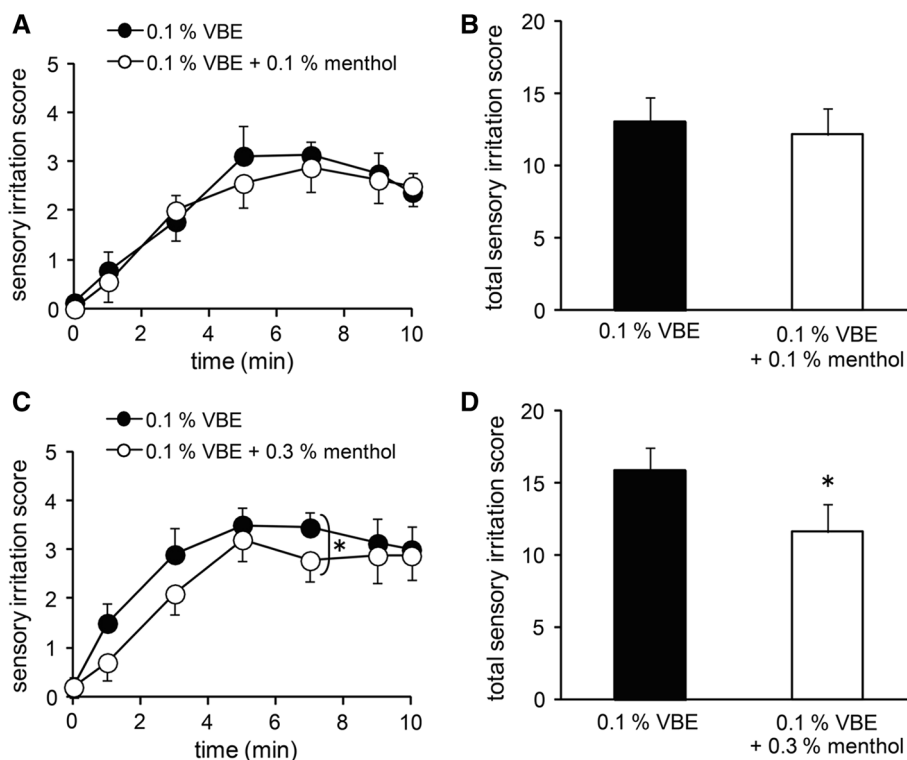 A
0.1 % VBE
0.1 % VBE + 0.1 % menthol
sensory irritation score
5
4
3
2
1
0
0 2 4 6 8 10
time (min)
B
total sensory irritation score
20
15
10
5
0
0.1 % VBE
0.1 % VBE
+ 0.1 % menthol
C
0.1 % VBE
0.1 % VBE + 0.3 % menthol
sensory irritation score
5
4
3
2
1
0
*
0 2 4 6 8 10
time (min)
D
total sensory irritation score
20
15
10
5
0
*
0.1 % VBE
0.1 % VBE
+ 0.3 % menthol